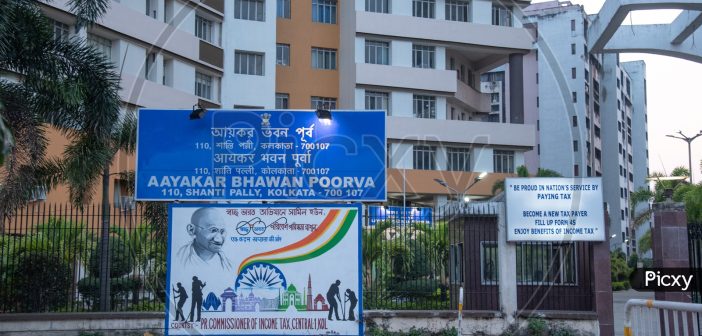 आयकर भवन पूर्व
110, शांति पल्ली, कोलकाता - 700107
আয়কর ভবন পূর্বা
110, শান্তি পল্লী, কোলকাতা - 700107
AAYAKAR BHAWAN POORVA
110, SHANTI PALLY, KOLKATA - 700 107.
PR COMMISSIONER OF INCOME TAX, CENTRAL 1, KOL
" BE PROUD IN NATION'S SERVICE BY
PAYING TAX "
BECOME A NEW TAX PAYER
FILL UP FORM 45
ENJOY BENEFITS OF INCOME TAX
Picxy